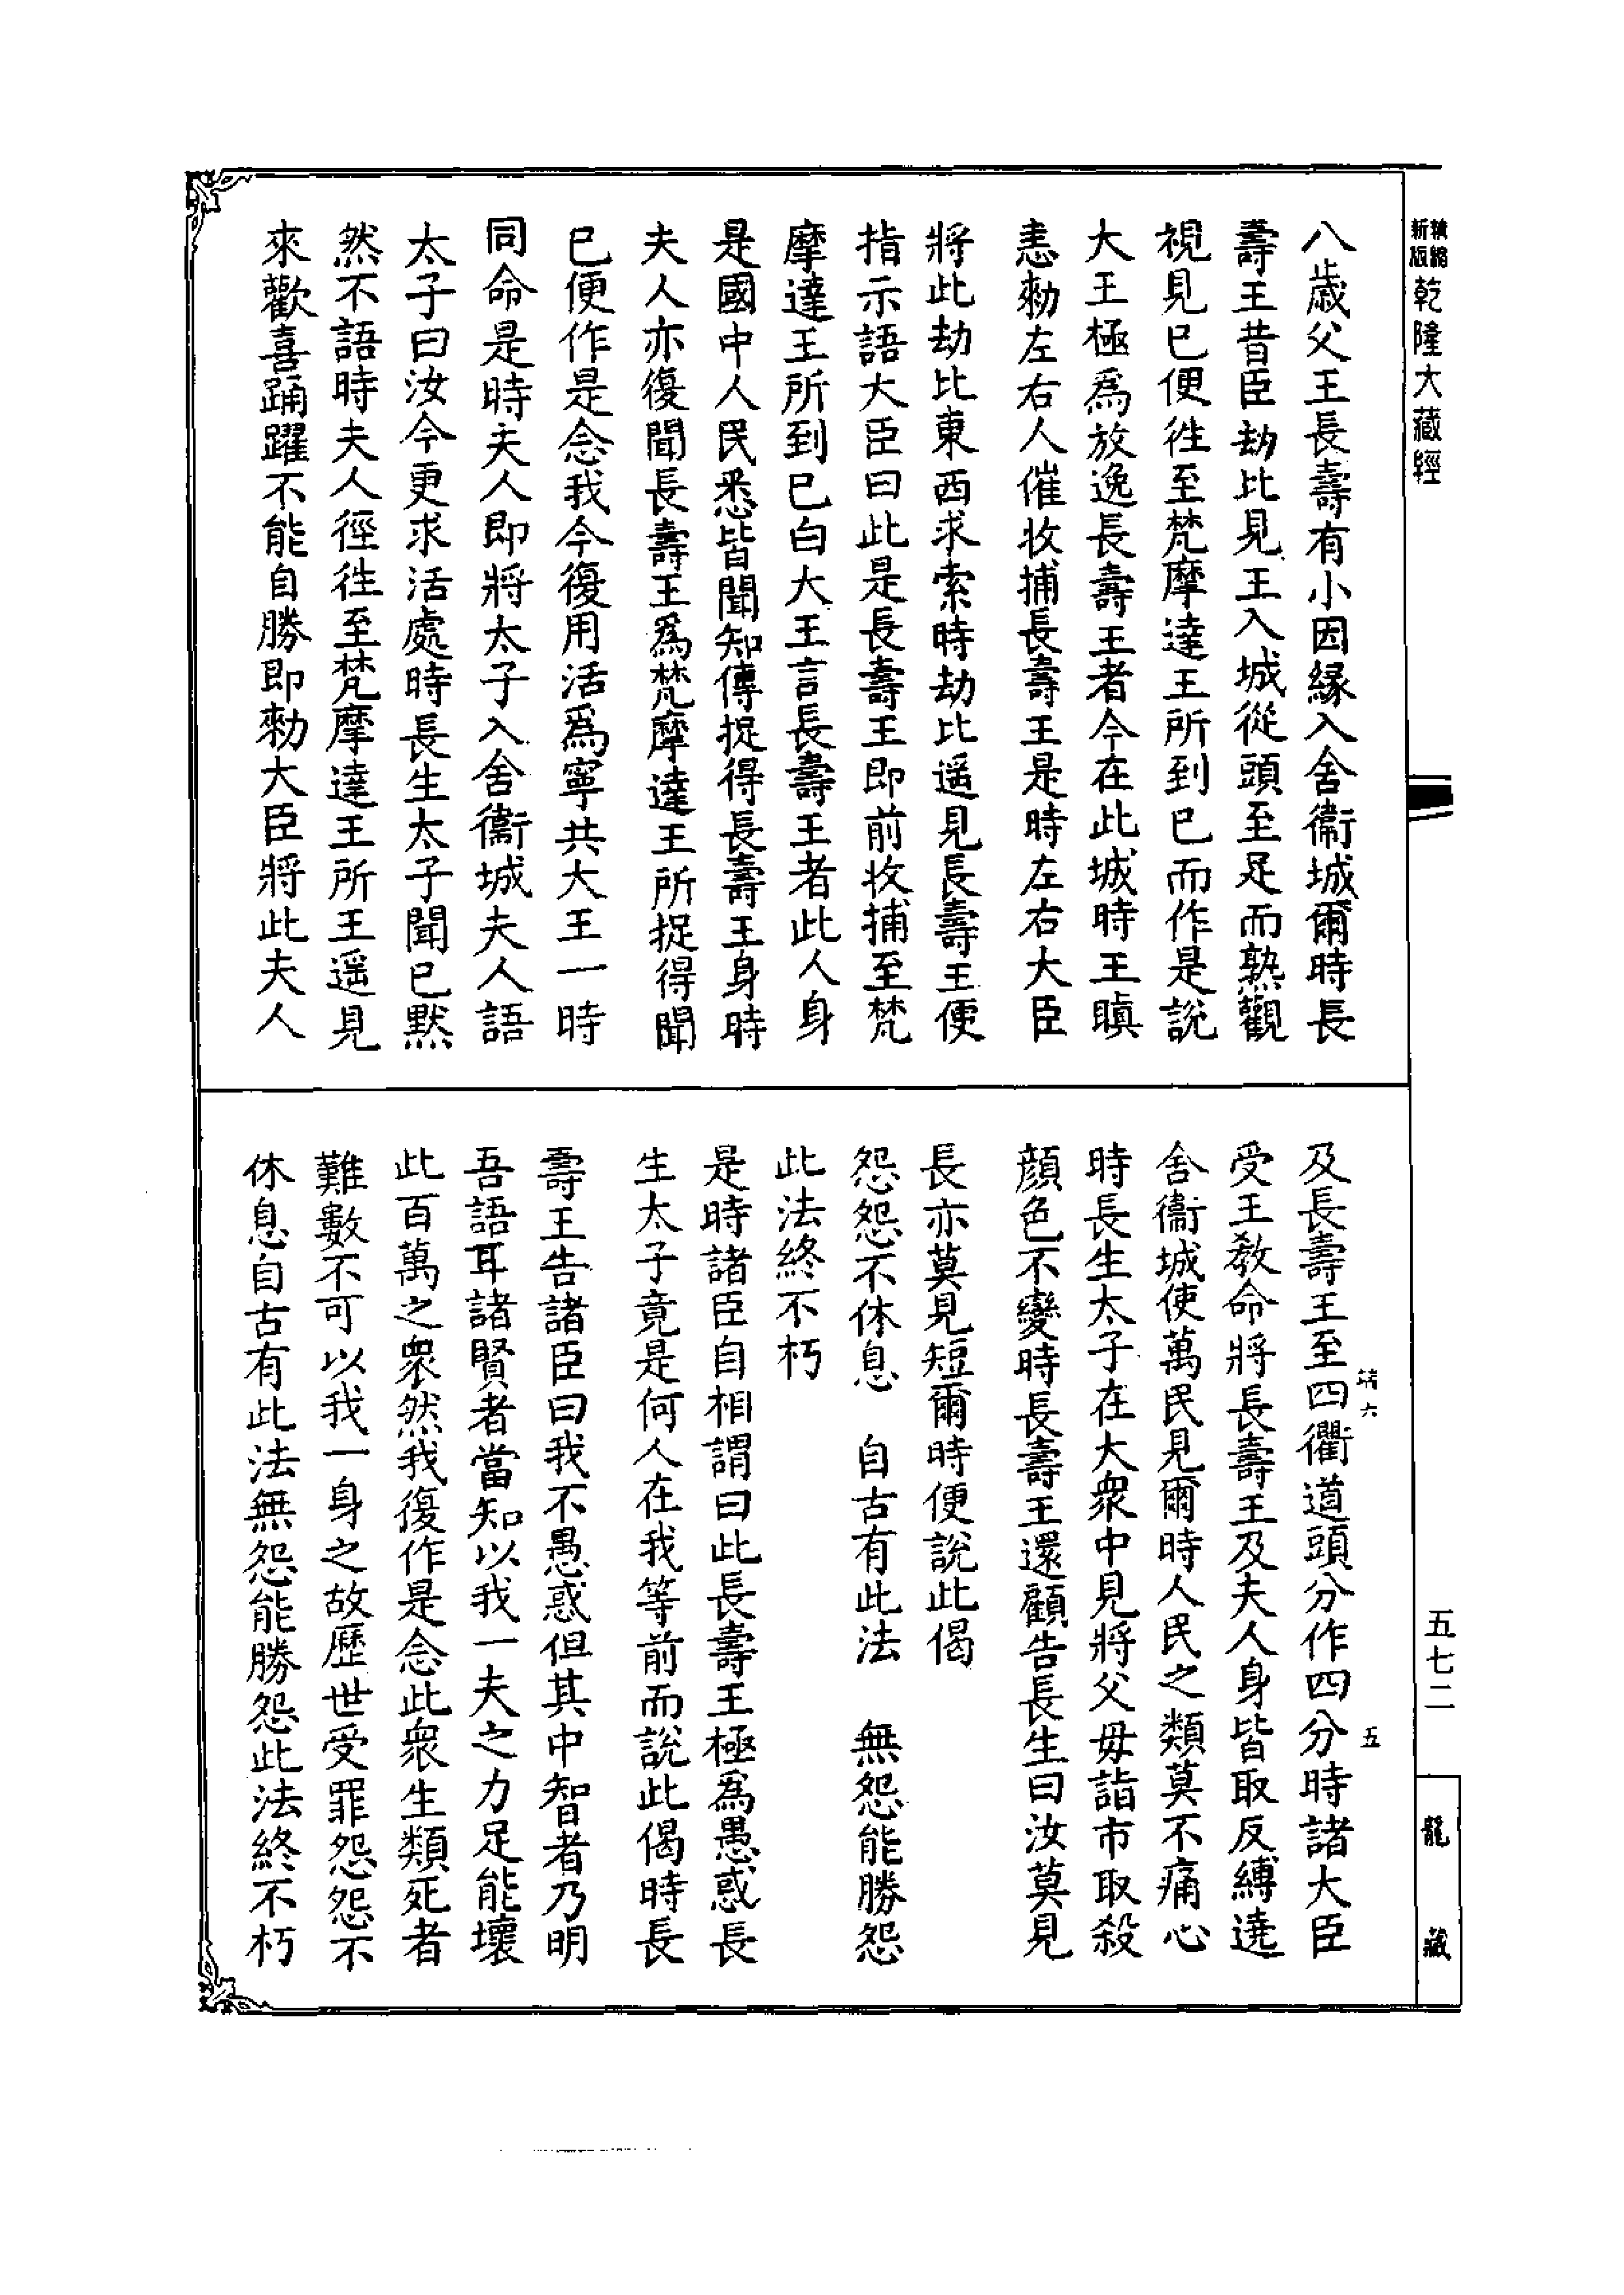 新版精縮乾隆大藏經
八歲父王長壽有小因緣入舍衞城爾時長
壽王昔臣劫比見王入城從頭至足而熟觀
視見已便徃至梵摩達王所到已而作是説
大王極爲放逸長壽王者今在此城時王瞋
恚勑左右人催收捕長壽王是時左右大臣
將此劫比東西求索時劫比遥見長壽王便
指示語大臣曰此是長壽王即前收捕至梵
摩達王所到已白大王言長壽王者此人身
是國中人民悉皆聞知傳捉得長壽王身時
夫人亦復聞長壽王爲梵摩達王所捉得聞
已便作是念我今復用活爲寧共大王一時
同命是時夫人即將太子入舍衞城夫人語
太子曰汝今更求活處時長生太子聞已默
然不語時夫人徑徃至梵摩達王所王遥見
來歡喜踊躍不能自勝即勑大臣將此夫人
及長壽王至四衢道頭分作四分時諸大臣
受王敎命將長壽王及夫人身皆取反縛遶
舍衞城使萬民見爾時人民之類莫不痛心
時長生太子在大衆中見將父毋詣市取殺
顔色不變時長壽王還顧告長生曰汝莫見
長亦莫見短爾時便説此偈
怨怨不休息　自古有此法　無怨能勝怨
此法終不朽
是時諸臣自相謂曰此長壽王極爲愚惑長
生太子竟是何人在我等前而說此偈時長
壽王告諸臣曰我不愚惑但其中智者乃明
吾語耳諸賢者當知以我一夫之力足能壞
此百萬之衆然我復作是念此衆生類死者
難數不可以我一身之故歷世受罪怨怨不
休息自古有此法無怨能勝怨此法終不朽
五七二
龍藏